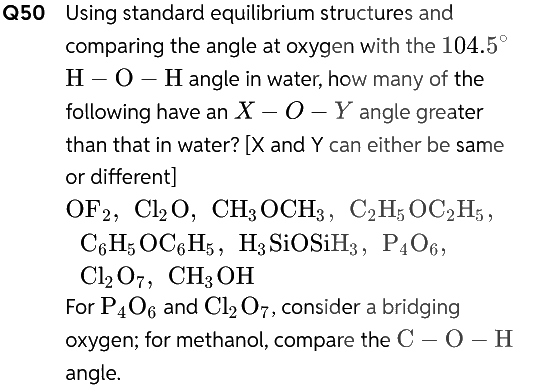 Q50 Using standard equilibrium structures and
comparing the angle at oxygen with the 104.5°
H – O – H angle in water, how many of the
following have an X – O – Y angle greater
than that in water? [X and Y can either be same
or different]
OF₂, Cl₂O, CH₃OCH₃, C₂H₅OC₂H₅,
C₆H₅OC₆H₅, H₃SiOSiH₃, P₄O₆,
Cl₂O₇, CH₃OH
For P₄O₆ and Cl₂O₇, consider a bridging
oxygen; for methanol, compare the C – O – H
angle.